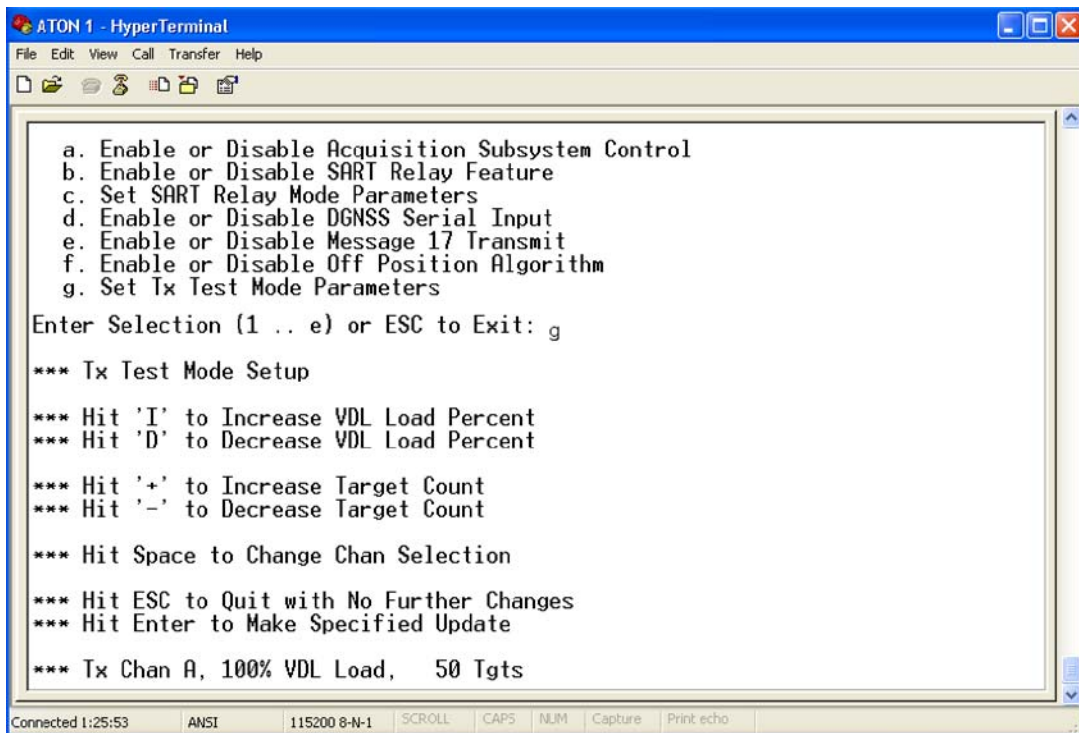 ATON 1 - HyperTerminal
File Edit View Call Transfer Help
a. Enable or Disable Acquisition Subsystem Control
b. Enable or Disable SART Relay Feature
c. Set SART Relay Mode Parameters
d. Enable or Disable DGNSS Serial Input
e. Enable or Disable Message 17 Transmit
f. Enable or Disable Off Position Algorithm
g. Set Tx Test Mode Parameters
Enter Selection (1 .. e) or ESC to Exit: g
*** Tx Test Mode Setup
*** Hit 'I' to Increase VDL Load Percent
*** Hit 'D' to Decrease VDL Load Percent
*** Hit '+' to Increase Target Count
*** Hit '-' to Decrease Target Count
*** Hit Space to Change Chan Selection
*** Hit ESC to Quit with No Further Changes
*** Hit Enter to Make Specified Update
*** Tx Chan A, 100% VDL Load, 50 Tgts
Connected 1:25:53 ANSI 115200 8-N-1 SCROLL CAPS NUM Capture Print echo